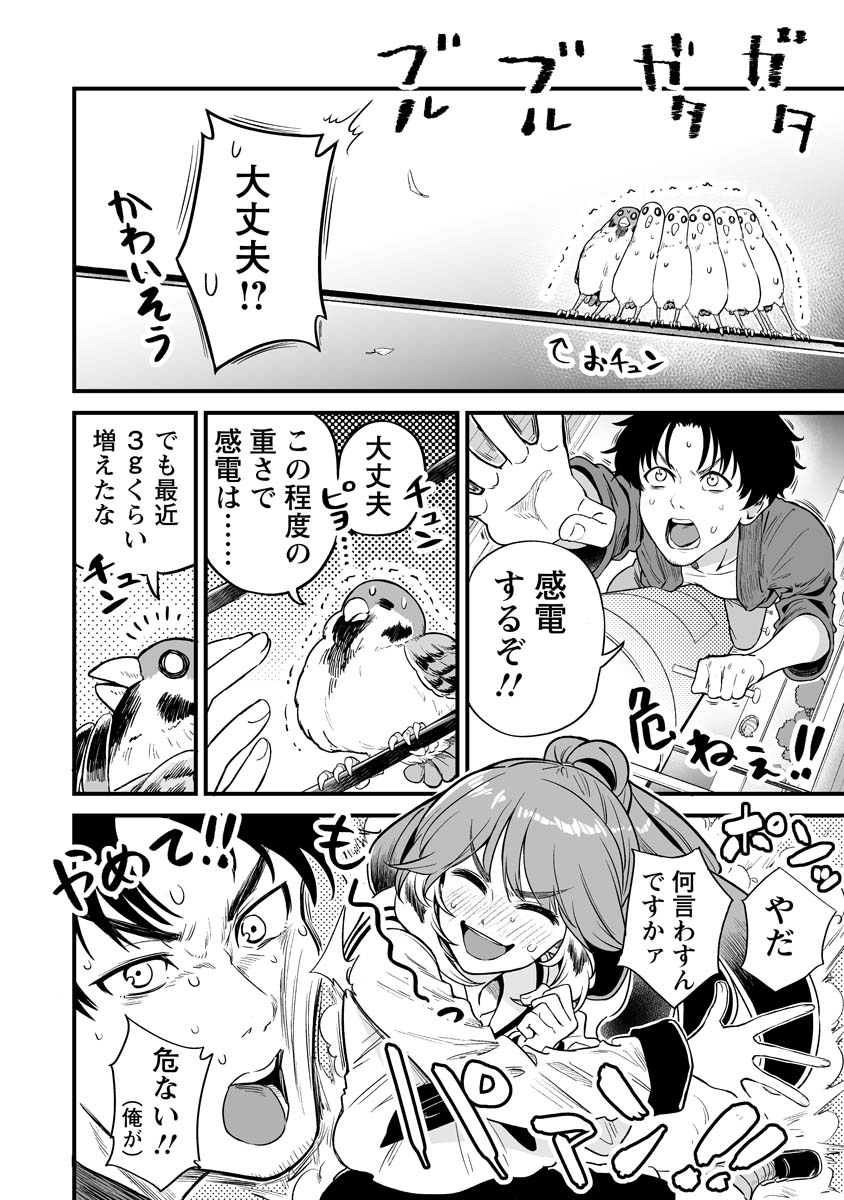 ガタ
ガタ
ブル
ブル
おチュン
大丈夫!?
かわいそう
感電
するぞ!!
危ねぇ!!
チュン
大丈夫
ピヨ…
この程度の
重さで
感電は……
でも最近
3gくらい
増えたな
チュン
ポンッ
やだ
何言わすん
ですかァ
も〜〜っ
パァン!!
やめて!!
危ない!!
(俺が)